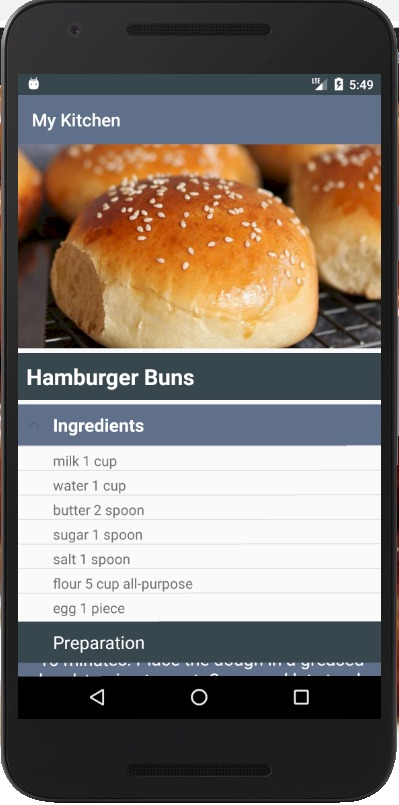 LTE 5:49
My Kitchen
Hamburger Buns
Ingredients
milk 1 cup
water 1 cup
butter 2 spoon
sugar 1 spoon
salt 1 spoon
flour 5 cup all-purpose
egg 1 piece
Preparation
10 minutes. Place the dough in a greased